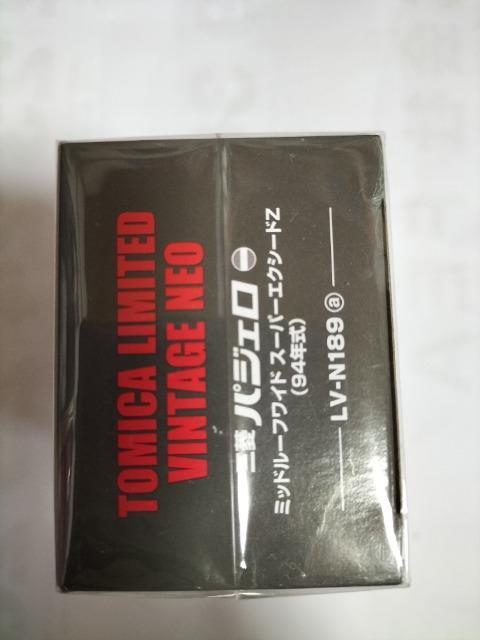 TOMICA LIMITED
VINTAGE NEO
三菱 パジェロ
ミッドルーフワイド スーパーエクシードZ
(94年式)
LV-N189 ⓐ